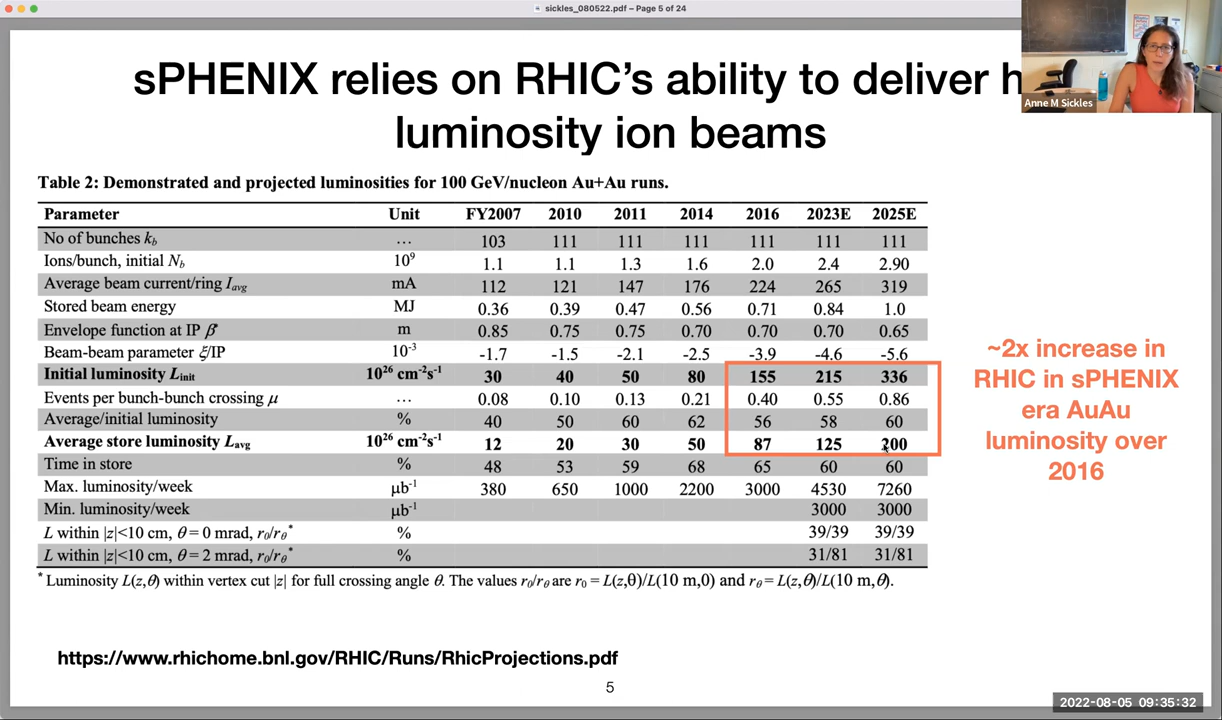 sickles_080522.pdf – Page 5 of 24
sPHENIX relies on RHIC's ability to deliver h
luminosity ion beams
Anne M Sickles
Table 2: Demonstrated and projected luminosities for 100 GeV/nucleon Au+Au runs.
Parameter Unit FY2007 2010 2011 2014 2016 2023E 2025E
No of bunches k_b … 103 111 111 111 111 111 111
Ions/bunch, initial N_b 10⁹ 1.1 1.1 1.3 1.6 2.0 2.4 2.90
Average beam current/ring I_avg mA 112 121 147 176 224 265 319
Stored beam energy MJ 0.36 0.39 0.47 0.56 0.71 0.84 1.0
Envelope function at IP β* m 0.85 0.75 0.75 0.70 0.70 0.70 0.65
Beam-beam parameter ξ/IP 10⁻³ -1.7 -1.5 -2.1 -2.5 -3.9 -4.6 -5.6
Initial luminosity L_init 10²⁶ cm⁻²s⁻¹ 30 40 50 80 155 215 336
Events per bunch-bunch crossing μ … 0.08 0.10 0.13 0.21 0.40 0.55 0.86
Average/initial luminosity % 40 50 60 62 56 58 60
Average store luminosity L_avg 10²⁶ cm⁻²s⁻¹ 12 20 30 50 87 125 200
Time in store % 48 53 59 68 65 60 60
Max. luminosity/week μb⁻¹ 380 650 1000 2200 3000 4530 7260
Min. luminosity/week μb⁻¹ 3000 3000
L within |z|<10 cm, θ = 0 mrad, r₀/r_θ* % 39/39 39/39
L within |z|<10 cm, θ = 2 mrad, r₀/r_θ* % 31/81 31/81
* Luminosity L(z,θ) within vertex cut |z| for full crossing angle θ. The values r₀/r_θ are r₀ = L(z,θ)/L(10 m,0) and r_θ = L(z,θ)/L(10 m,θ).
~2x increase in
RHIC in sPHENIX
era AuAu
luminosity over
2016
https://www.rhichome.bnl.gov/RHIC/Runs/RhicProjections.pdf
5
2022-08-05 09:35:32